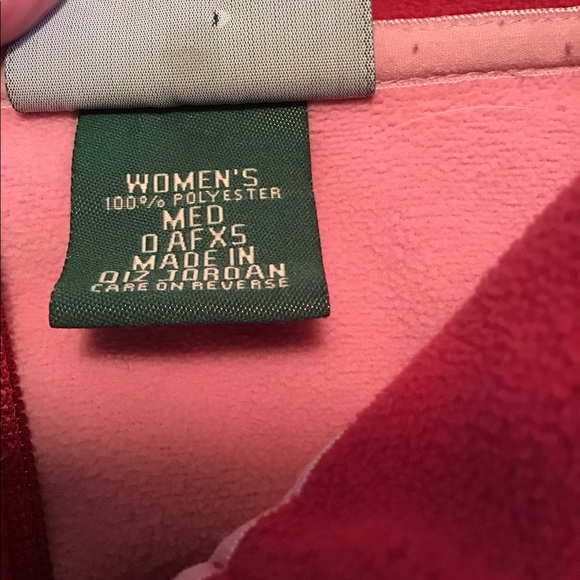 WOMEN'S
100% POLYESTER
MED
0AFX5
MADE IN
QIZ JORDAN
CARE ON REVERSE